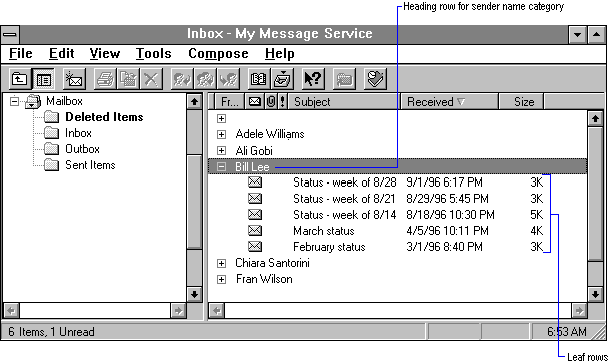 Heading row for sender name category
Inbox - My Message Service
File Edit View Tools Compose Help
Mailbox
Deleted Items
Inbox
Outbox
Sent Items
Fr... ! Subject Received Size
Adele Williams
Ali Gobi
Bill Lee
Status - week of 8/28 9/1/96 6:17 PM 3K
Status - week of 8/21 8/29/96 5:45 PM 3K
Status - week of 8/14 8/18/96 10:30 PM 5K
March status 4/5/96 10:11 PM 4K
February status 3/1/96 8:40 PM 3K
Chiara Santorini
Fran Wilson
6 Items, 1 Unread 6:53 AM
Leaf rows